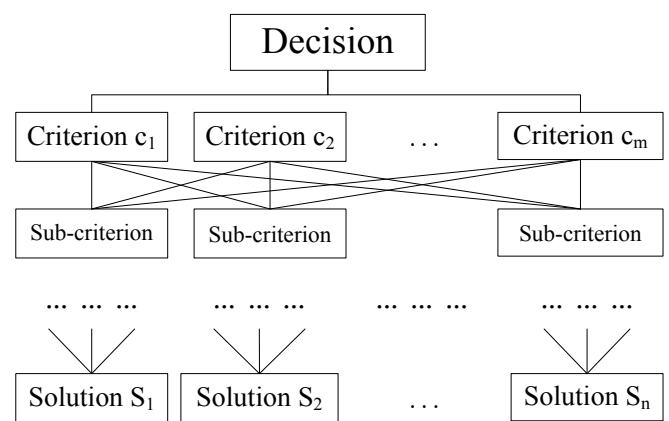 Decision
Criterion c1 Criterion c2 ... Criterion cm
Sub-criterion Sub-criterion Sub-criterion
... ... ... ... ... ... ... ... ... ... ... ...
Solution S1 Solution S2 ... Solution Sn